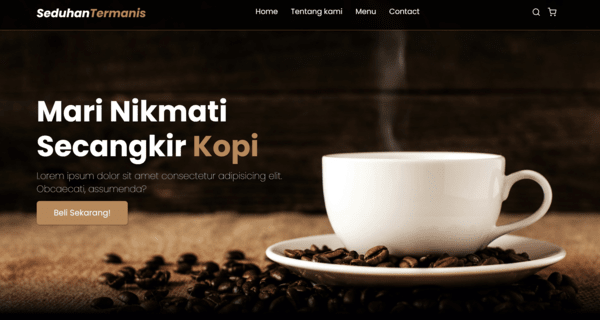 SeduhanTermanis
Home Tentang kami Menu Contact
Mari Nikmati
Secangkir Kopi
Lorem ipsum dolor sit amet consectetur adipisicing elit.
Obcaecati, assumenda?
Beli Sekarang!